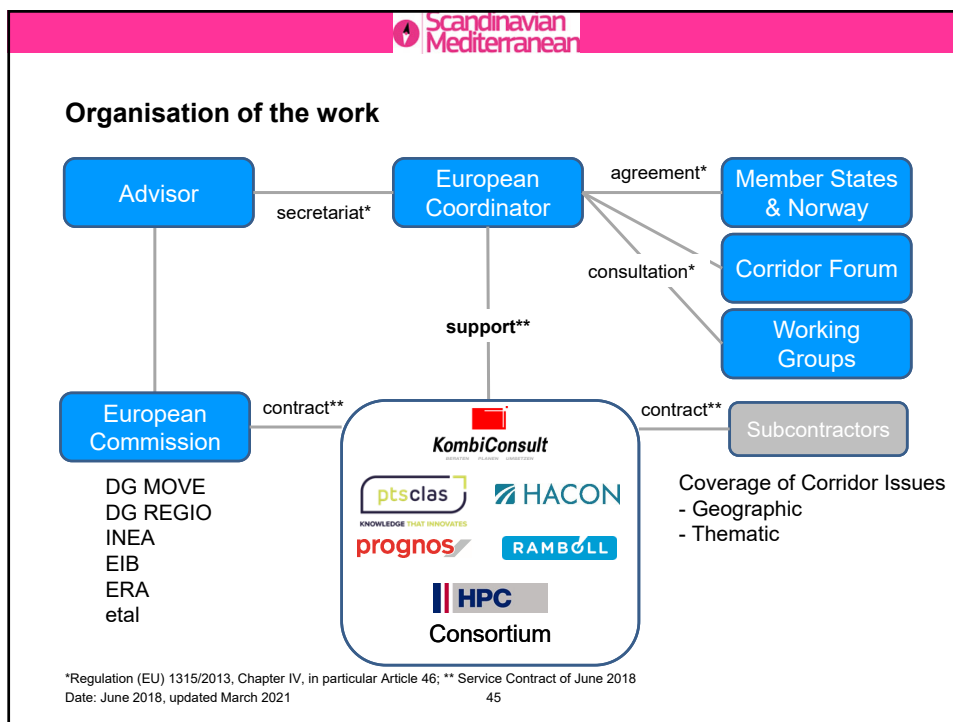 Scandinavian
Mediterranean
Organisation of the work
Advisor
secretariat*
European
Coordinator
agreement*
Member States
& Norway
consultation*
Corridor Forum
Working
Groups
support**
European
Commission
contract**
KombiConsult
BERATEN PLANEN UMSETZEN
ptsclas
KNOWLEDGE THAT INNOVATES
HACON
prognos
RAMBOLL
HPC
Consortium
contract**
Subcontractors
DG MOVE
DG REGIO
INEA
EIB
ERA
etal
Coverage of Corridor Issues
- Geographic
- Thematic
*Regulation (EU) 1315/2013, Chapter IV, in particular Article 46; ** Service Contract of June 2018
Date: June 2018, updated March 2021
45